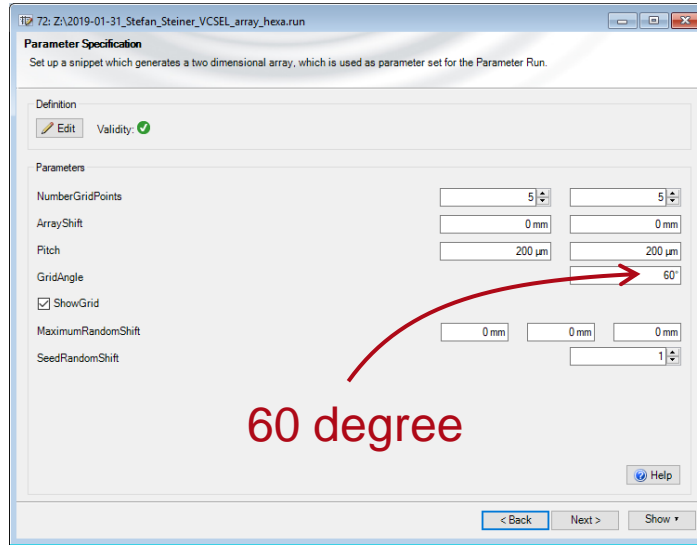 72: Z:\2019-01-31_Stefan_Steiner_VCSEL_array_hexa.run
Parameter Specification
Set up a snippet which generates a two dimensional array, which is used as parameter set for the Parameter Run.
Definition
Edit Validity:
Parameters
NumberGridPoints 5 5
ArrayShift 0 mm 0 mm
Pitch 200 µm 200 µm
GridAngle 60°
ShowGrid
MaximumRandomShift 0 mm 0 mm 0 mm
SeedRandomShift 1
60 degree
Help
< Back Next > Show